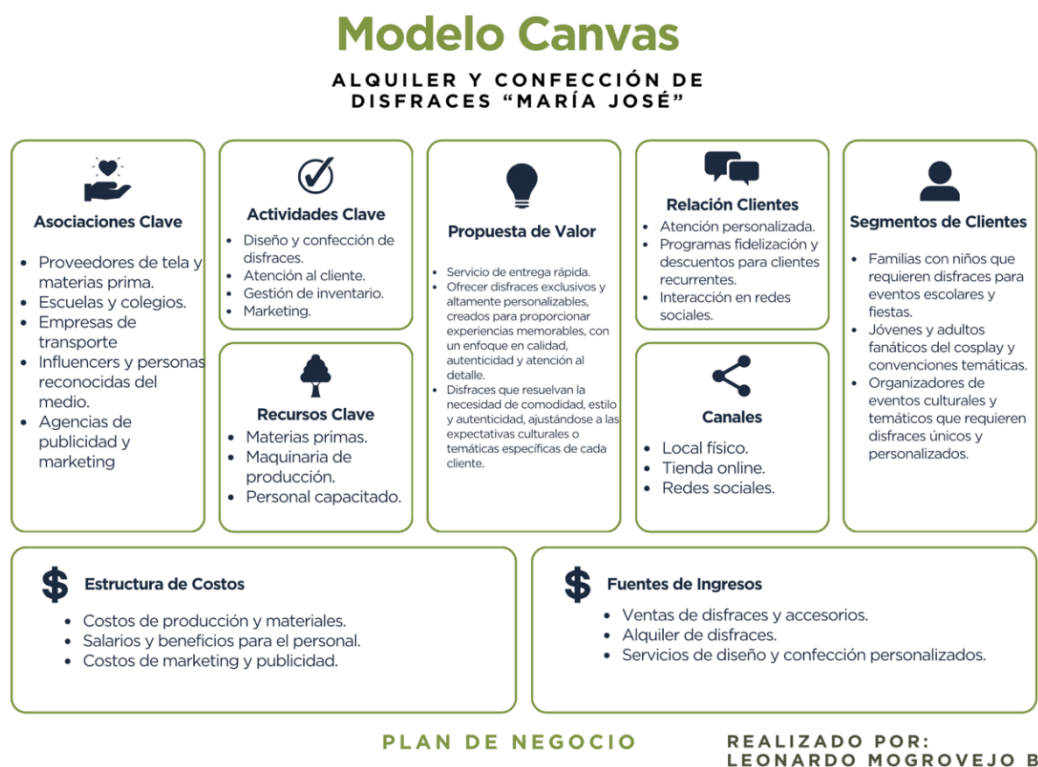 Modelo Canvas
ALQUILER Y CONFECCIÓN DE
DISFRACES “MARÍA JOSÉ”
Asociaciones Clave
• Proveedores de tela y
materias prima.
• Escuelas y colegios.
• Empresas de
transporte
• Influencers y personas
reconocidas del
medio.
• Agencias de
publicidad y
marketing
Actividades Clave
• Diseño y confección de
disfraces.
• Atención al cliente.
• Gestión de inventario.
• Marketing.
Recursos Clave
• Materias primas.
• Maquinaria de
producción.
• Personal capacitado.
Propuesta de Valor
• Servicio de entrega rápida.
• Ofrecer disfraces exclusivos y
altamente personalizables,
creados para proporcionar
experiencias memorables, con
un enfoque en calidad,
autenticidad y atención al
detalle.
• Disfraces que resuelvan la
necesidad de comodidad, estilo
y autenticidad, ajustándose a las
expectativas culturales o
temáticas específicas de cada
cliente.
Relación Clientes
• Atención personalizada.
• Programas fidelización y
descuentos para clientes
recurrentes.
• Interacción en redes
sociales.
Canales
• Local físico.
• Tienda online.
• Redes sociales.
Segmentos de Clientes
• Familias con niños que
requieren disfraces para
eventos escolares y
fiestas.
• Jóvenes y adultos
fanáticos del cosplay y
convenciones temáticas.
• Organizadores de
eventos culturales y
temáticos que requieren
disfraces únicos y
personalizados.
$ Estructura de Costos
• Costos de producción y materiales.
• Salarios y beneficios para el personal.
• Costos de marketing y publicidad.
$ Fuentes de Ingresos
• Ventas de disfraces y accesorios.
• Alquiler de disfraces.
• Servicios de diseño y confección personalizados.
PLAN DE NEGOCIO
REALIZADO POR:
LEONARDO MOGROVEJO B